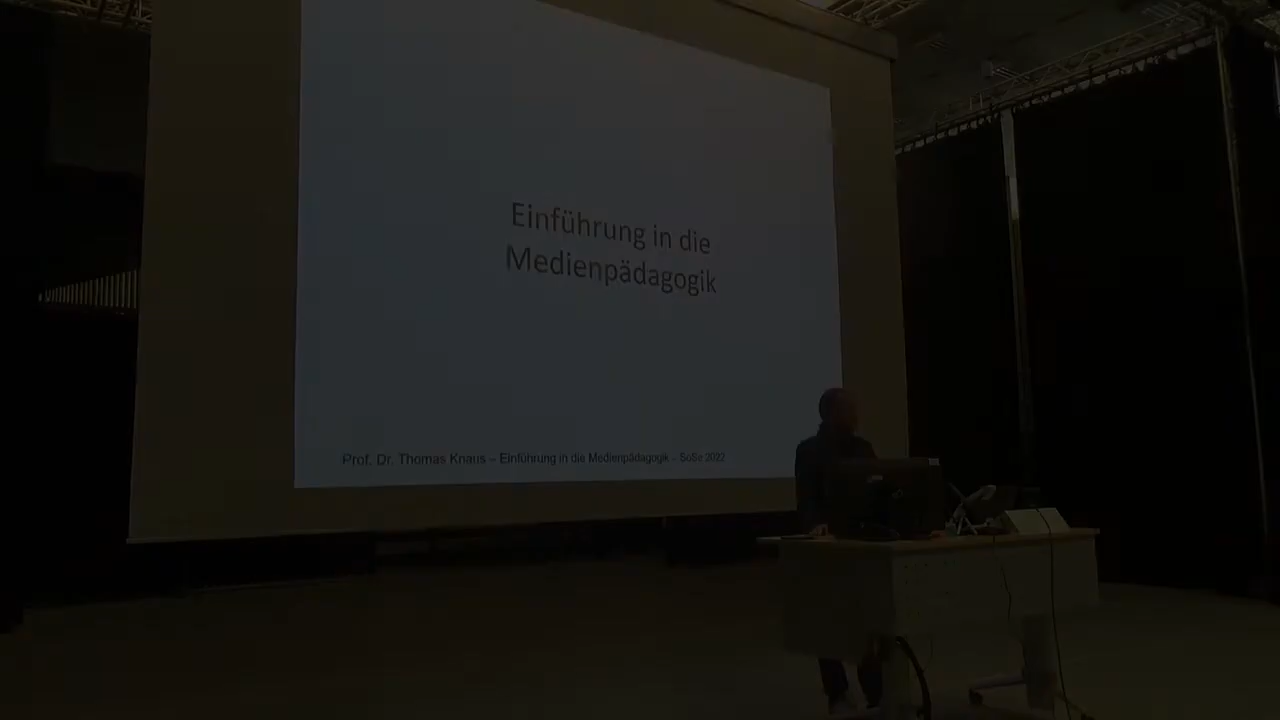 Einführung in die
Medienpädagogik
Prof. Dr. Thomas Knaus – Einführung in die Medienpädagogik – SoSe 2022